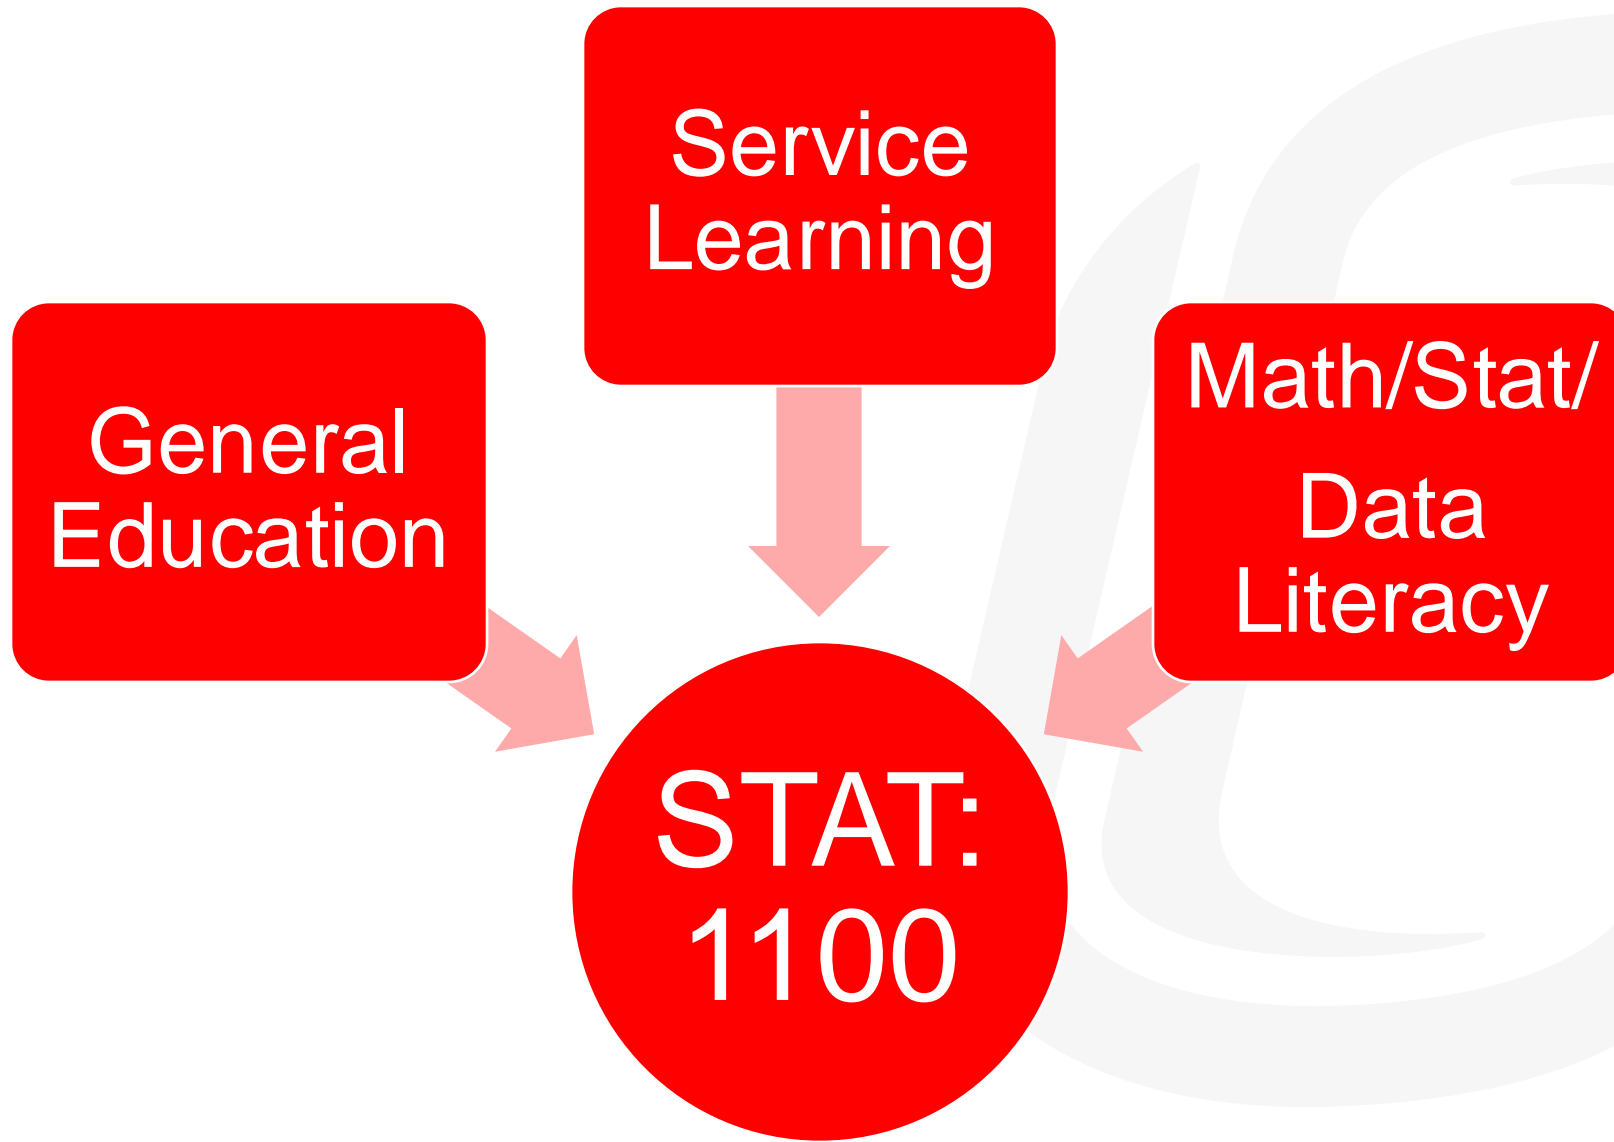 Service
Learning
General
Education
Math/Stat/
Data
Literacy
STAT:
1100